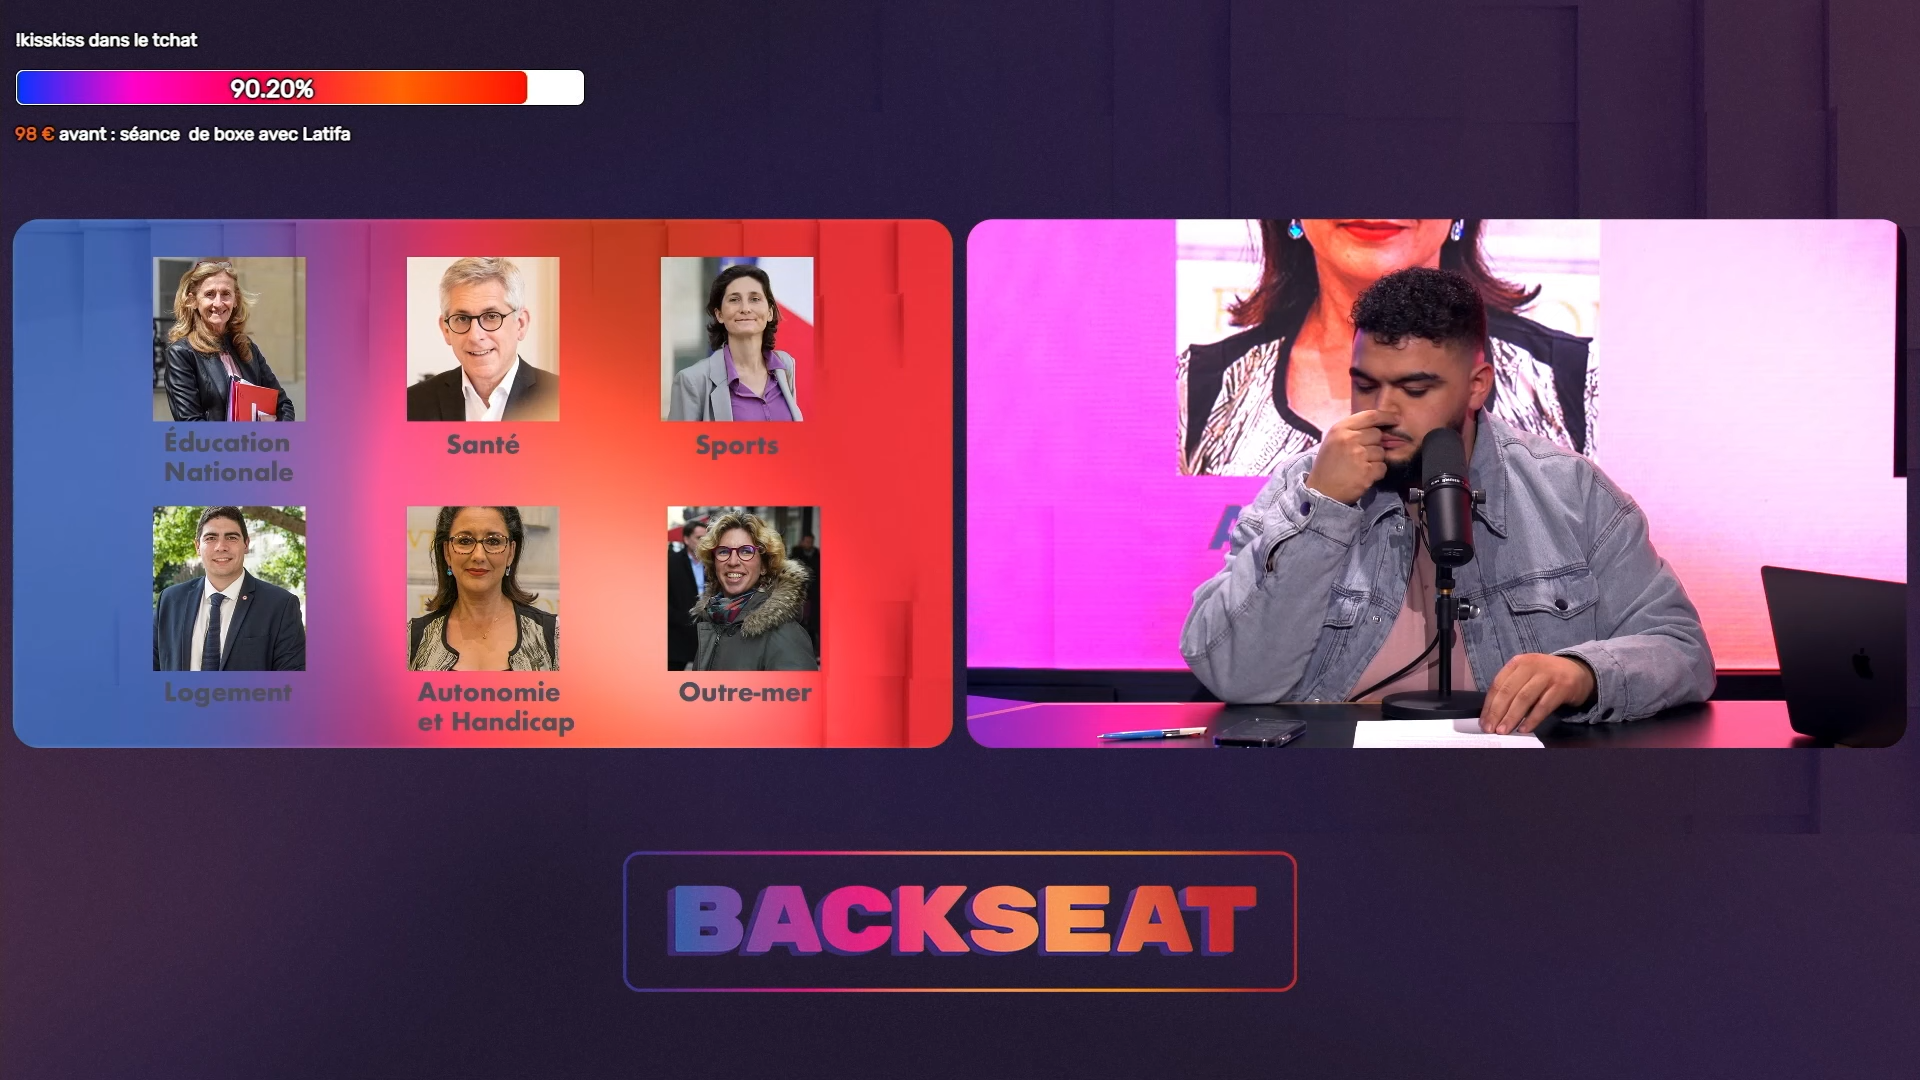 !kisskiss dans le tchat
90.20%
98 € avant : séance de boxe avec Latifa
Éducation
Nationale
Santé
Sports
Logement
Autonomie
et Handicap
Outre-mer
BACKSEAT